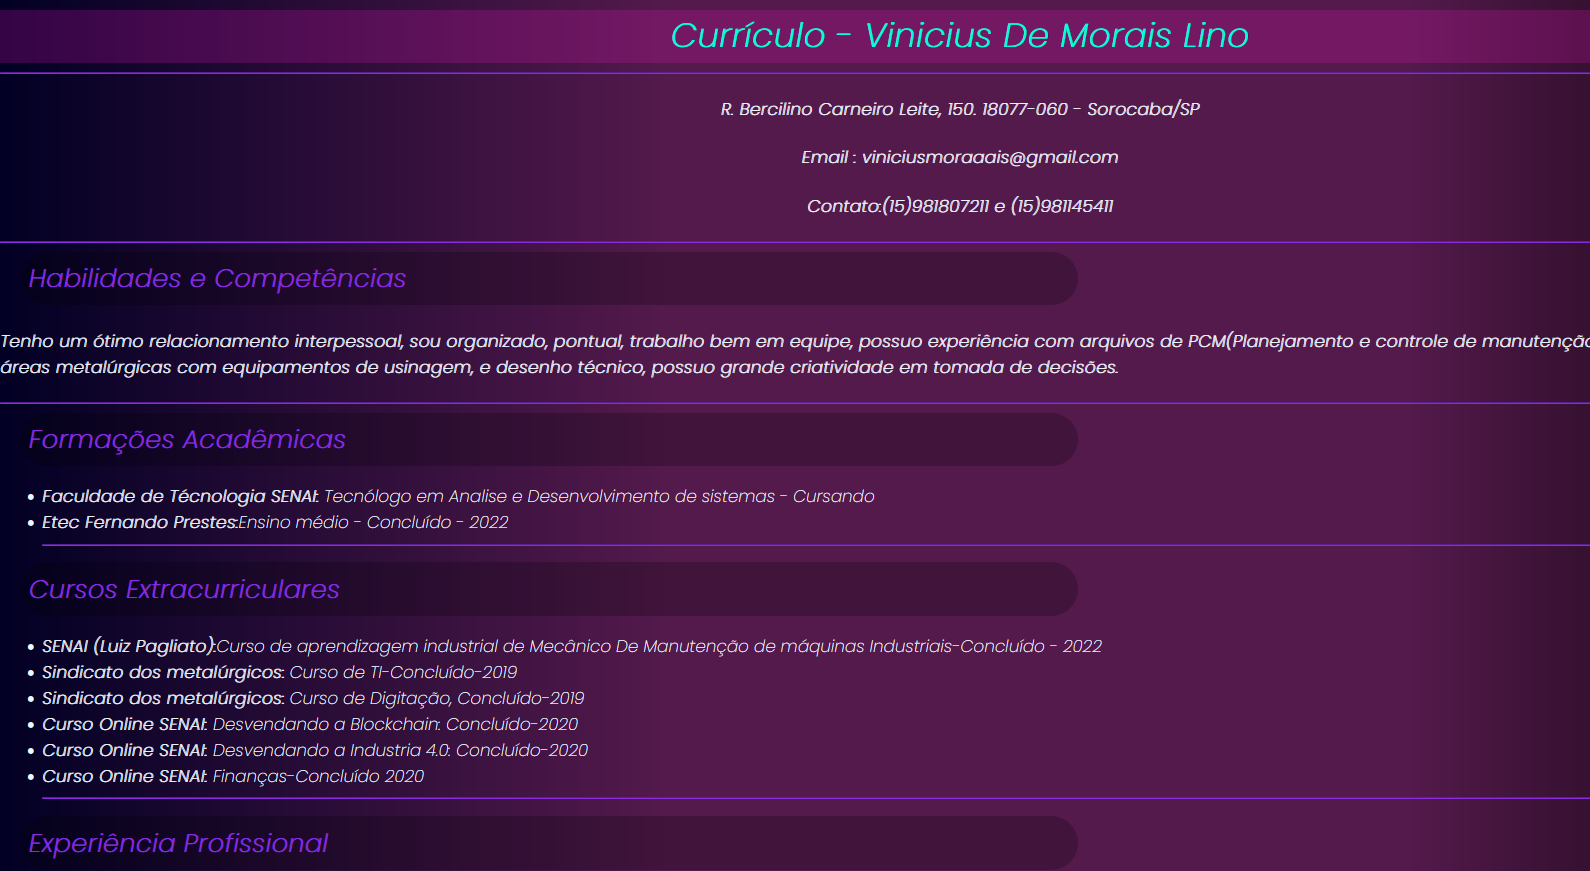 Currículo - Vinicius De Morais Lino
R. Bercilino Carneiro Leite, 150. 18077-060 - Sorocaba/SP
Email : viniciusmoraaais@gmail.com
Contato:(15)981807211 e (15)981145411
Habilidades e Competências
Tenho um ótimo relacionamento interpessoal, sou organizado, pontual, trabalho bem em equipe, possuo experiência com arquivos de PCM(Planejamento e controle de manutenção
áreas metalúrgicas com equipamentos de usinagem, e desenho técnico, possuo grande criatividade em tomada de decisões.
Formações Acadêmicas
• Faculdade de Técnologia SENAI: Tecnólogo em Analise e Desenvolvimento de sistemas - Cursando
• Etec Fernando Prestes:Ensino médio - Concluído - 2022
Cursos Extracurriculares
• SENAI (Luiz Pagliato):Curso de aprendizagem industrial de Mecânico De Manutenção de máquinas Industriais-Concluído - 2022
• Sindicato dos metalúrgicos: Curso de TI-Concluído-2019
• Sindicato dos metalúrgicos: Curso de Digitação, Concluído-2019
• Curso Online SENAI: Desvendando a Blockchain: Concluído-2020
• Curso Online SENAI: Desvendando a Industria 4.0: Concluído-2020
• Curso Online SENAI: Finanças-Concluído 2020
Experiência Profissional